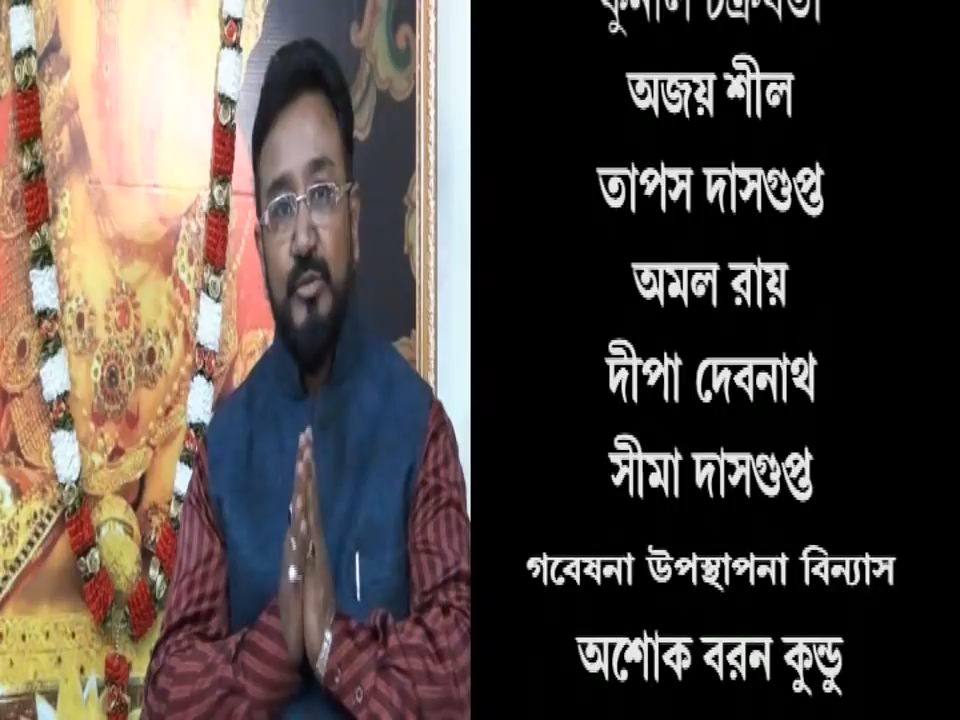 অজয় শীল
তাপস দাসগুপ্ত
অমল রায়
দীপা দেবনাথ
সীমা দাসগুপ্ত
গবেষনা উপস্থাপনা বিন্যাস
অশোক বরন কুন্ডু